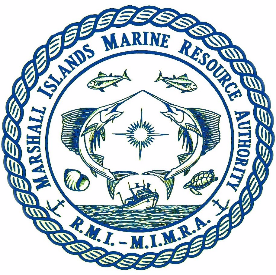 MARSHALL ISLANDS MARINE RESOURCE AUTHORITY
R.M.I. - M.I.M.R.A.